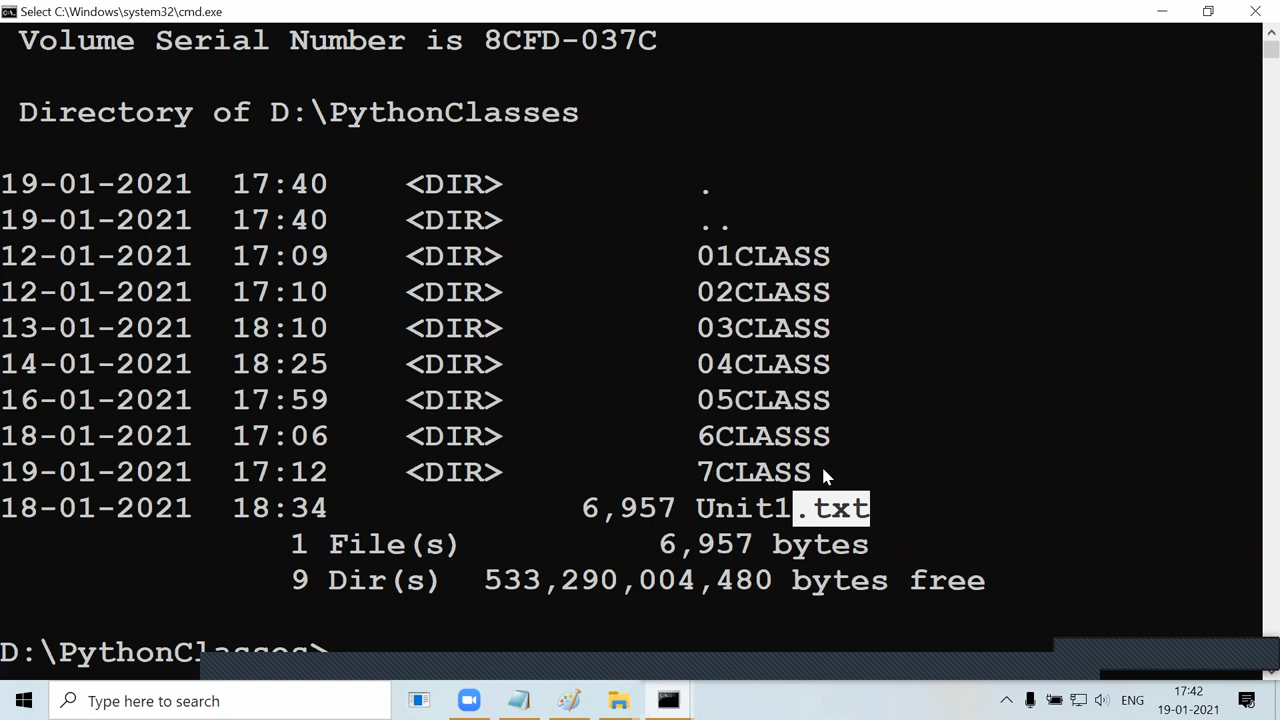 Select C:\Windows\system32\cmd.exe
Volume Serial Number is 8CFD-037C
Directory of D:\PythonClasses
19-01-2021 17:40 <DIR> .
19-01-2021 17:40 <DIR> ..
12-01-2021 17:09 <DIR> 01CLASS
12-01-2021 17:10 <DIR> 02CLASS
13-01-2021 18:10 <DIR> 03CLASS
14-01-2021 18:25 <DIR> 04CLASS
16-01-2021 17:59 <DIR> 05CLASS
18-01-2021 17:06 <DIR> 6CLASSS
19-01-2021 17:12 <DIR> 7CLASS
18-01-2021 18:34 6,957 Unit1.txt
1 File(s) 6,957 bytes
9 Dir(s) 533,290,004,480 bytes free
D:\PythonClasses>
Type here to search
ENG
17:42
19-01-2021